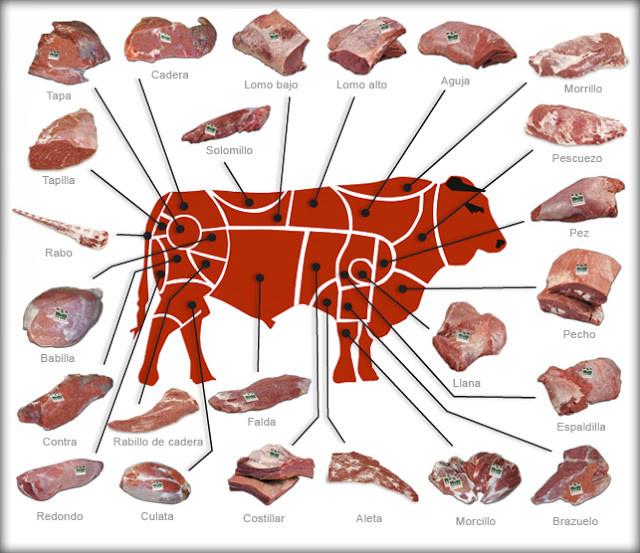 Tapa
Cadera
Lomo bajo
Lomo alto
Aguja
Morrillo
Solomillo
Pescuezo
Tapilla
Pez
Rabo
Pecho
Babilla
Llana
Contra
Rabillo de cadera
Falda
Espaldilla
Redondo
Culata
Costillar
Aleta
Morcillo
Brazuelo